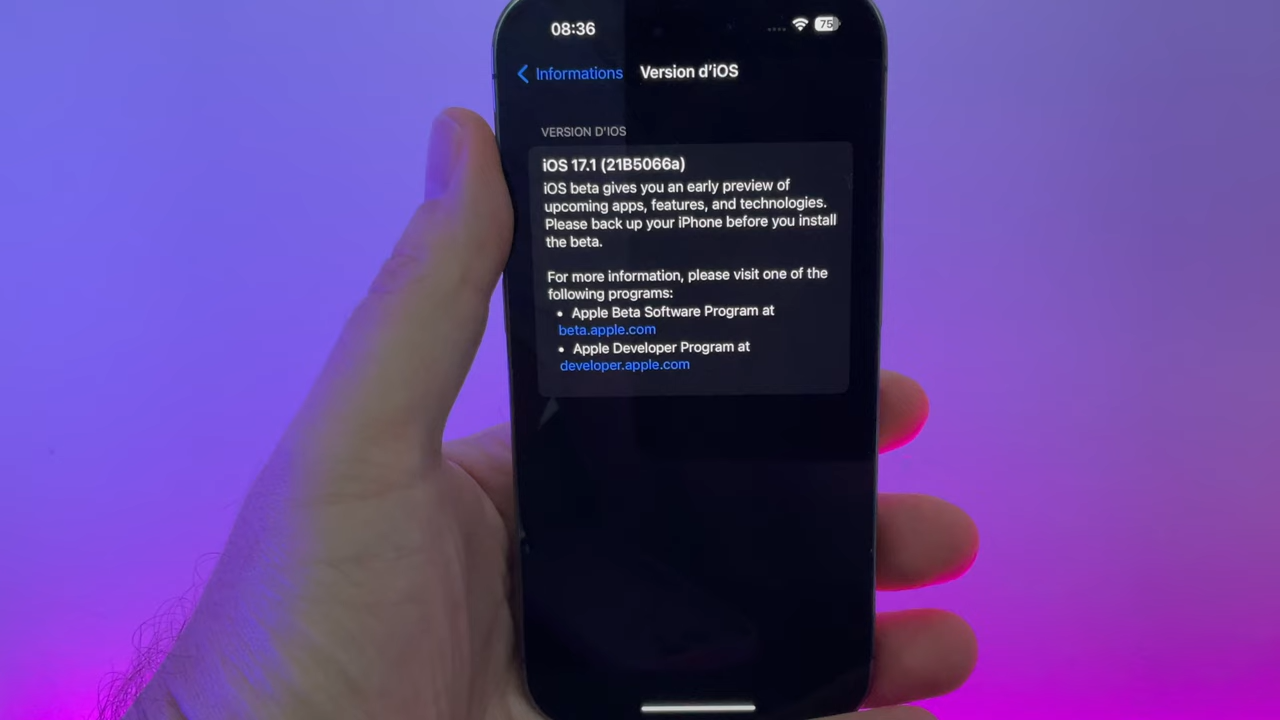 08:36
75
Informations
Version d’iOS
VERSION D'IOS
iOS 17.1 (21B5066a)
iOS beta gives you an early preview of
upcoming apps, features, and technologies.
Please back up your iPhone before you install
the beta.
For more information, please visit one of the
following programs:
• Apple Beta Software Program at
beta.apple.com
• Apple Developer Program at
developer.apple.com